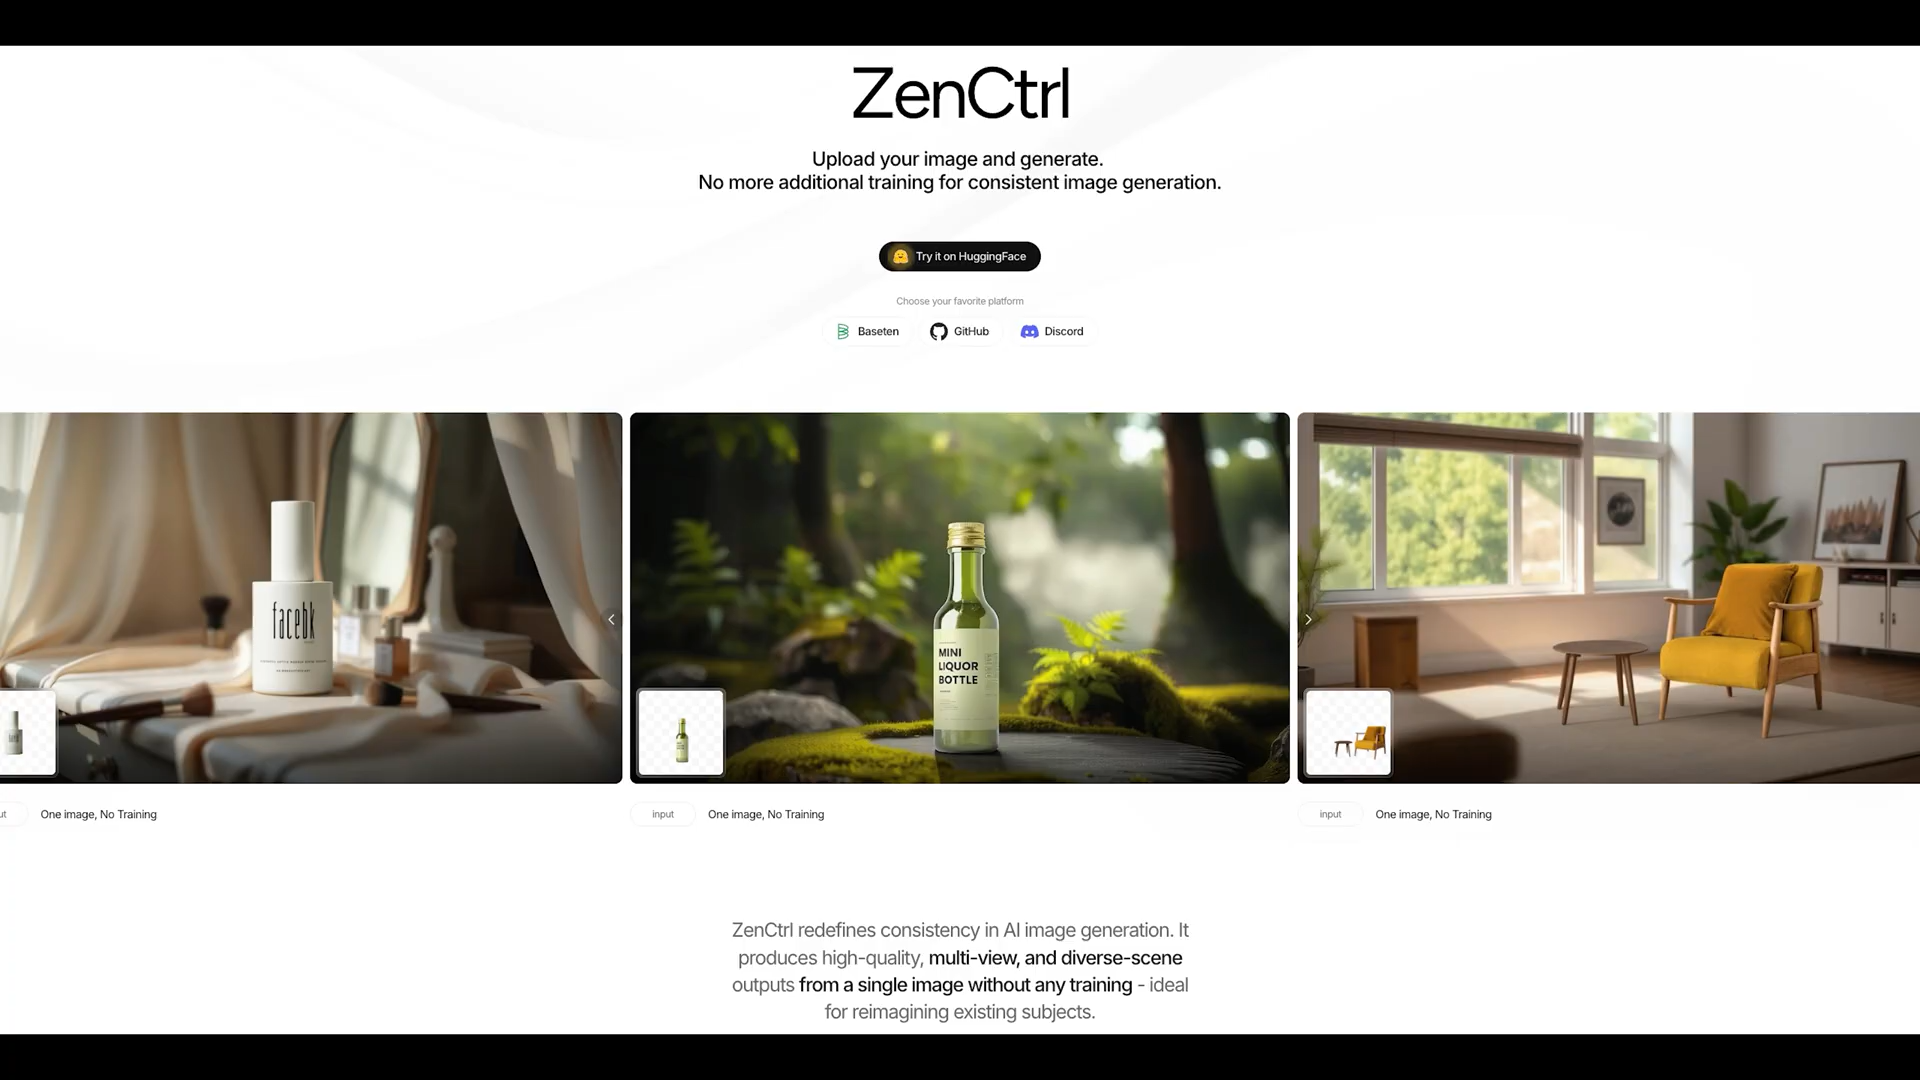 ZenCtrl
Upload your image and generate.
No more additional training for consistent image generation.
Try it on HuggingFace
Choose your favorite platform
Baseten
GitHub
Discord
facebk
MINI
LIQUOR
BOTTLE
One image, No Training
input
One image, No Training
input
One image, No Training
ZenCtrl redefines consistency in AI image generation. It
produces high-quality, multi-view, and diverse-scene
outputs from a single image without any training - ideal
for reimagining existing subjects.